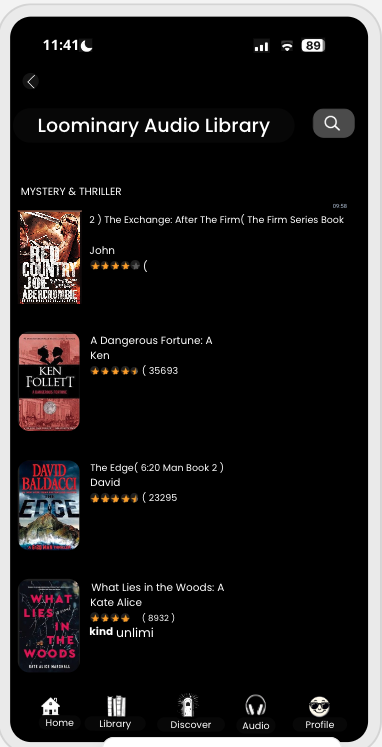 11:41
89
Loominary Audio Library
MYSTERY & THRILLER
09:58
2 ) The Exchange: After The Firm( The Firm Series Book
John
(
RED
COUNTRY
JOE
ABERCROMBIE
A Dangerous Fortune: A
Ken
( 35693
KEN
FOLLETT
The Edge( 6:20 Man Book 2 )
David
( 23295
DAVID
BALDACCI
THE
EDGE
What Lies in the Woods: A
Kate Alice
( 8932 )
kind unlimi
WHAT
LIES
IN
THE
WOODS
KATE ALICE MARSHALL
Home
Library
Discover
Audio
Profile